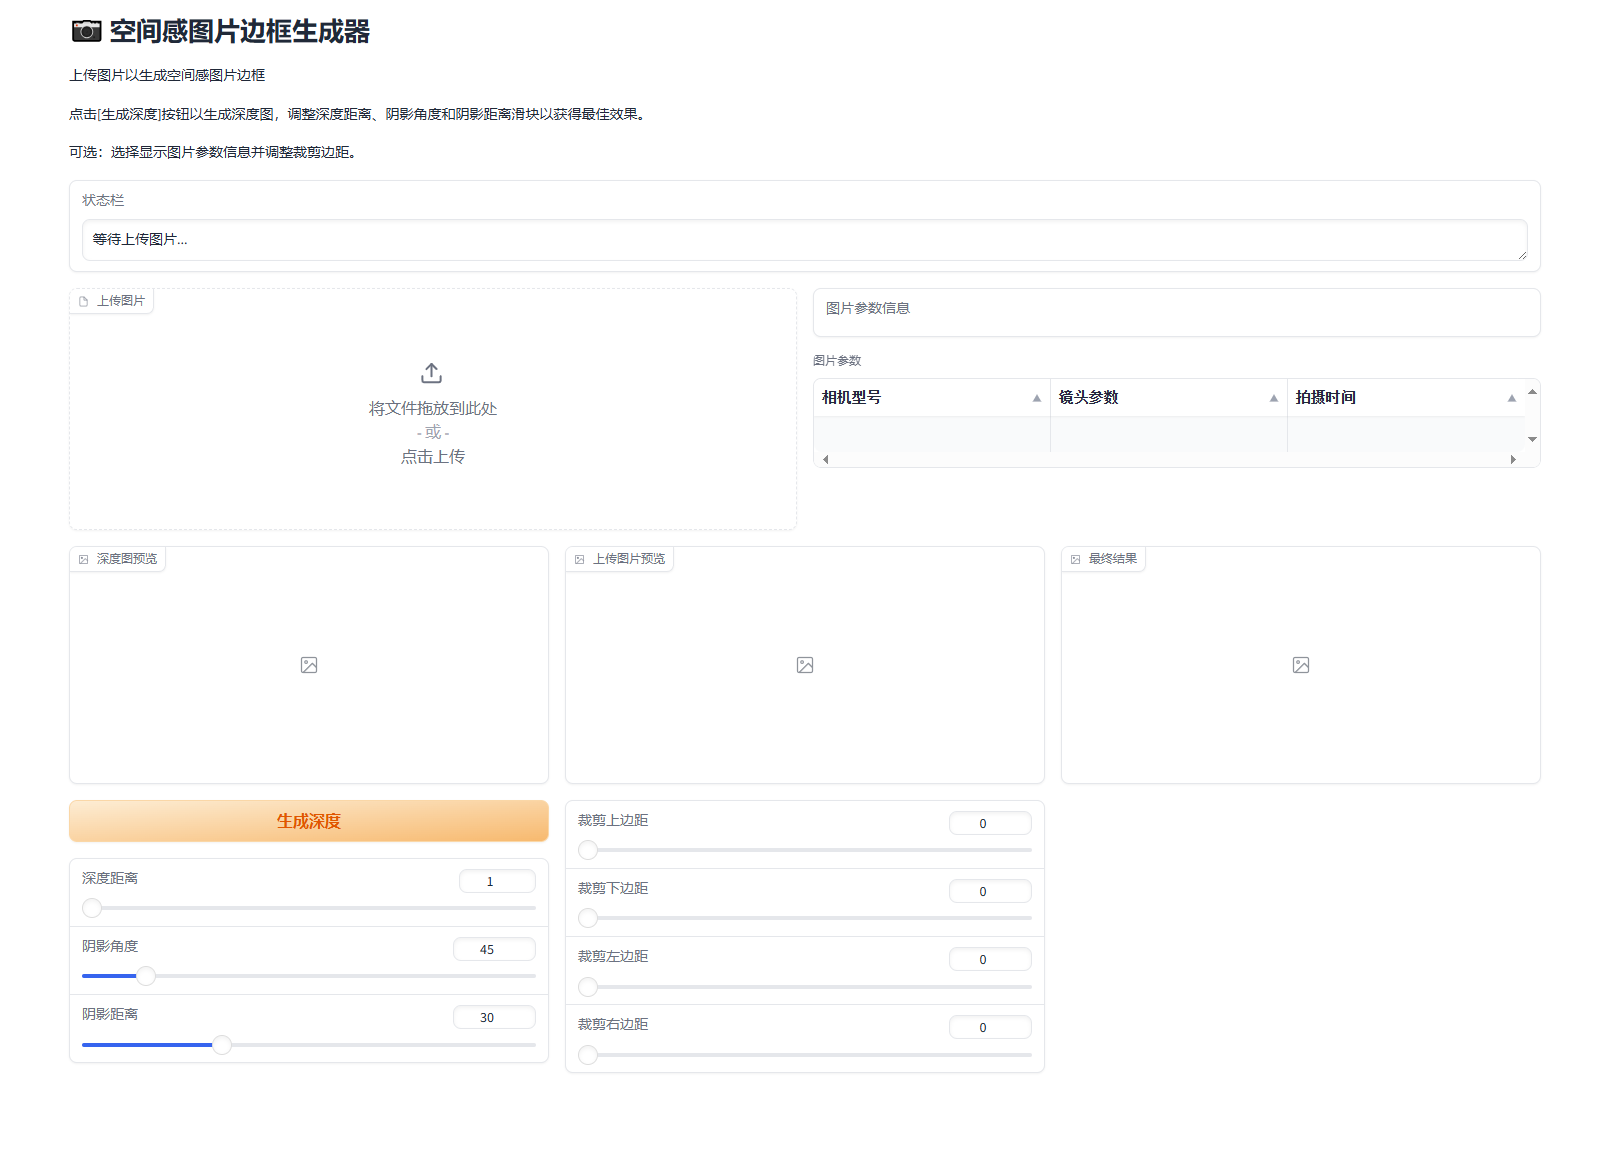 📷 空间感图片边框生成器
上传图片以生成空间感图片边框
点击[生成深度]按钮以生成深度图，调整深度距离、阴影角度和阴影距离滑块以获得最佳效果。
可选：选择显示图片参数信息并调整裁剪边距。
状态栏
等待上传图片...
上传图片
将文件拖放到此处
- 或 -
点击上传
图片参数信息
图片参数
相机型号 镜头参数 拍摄时间
深度图预览
上传图片预览
最终结果
生成深度
深度距离 1
阴影角度 45
阴影距离 30
裁剪上边距 0
裁剪下边距 0
裁剪左边距 0
裁剪右边距 0